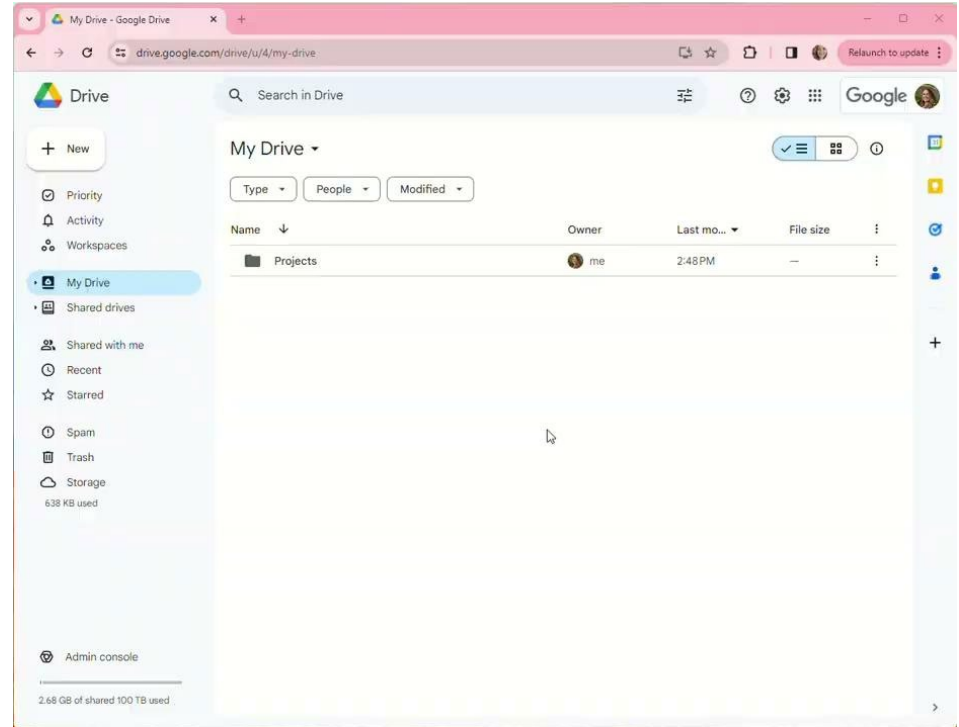 My Drive - Google Drive
drive.google.com/drive/u/4/my-drive
Relaunch to update
Drive
Search in Drive
Google
New
My Drive
Type People Modified
Priority
Activity
Workspaces
My Drive
Shared drives
Shared with me
Recent
Starred
Spam
Trash
Storage
638 KB used
Admin console
2.68 GB of shared 100 TB used
Name Owner Last mo... File size
Projects me 2:48 PM —